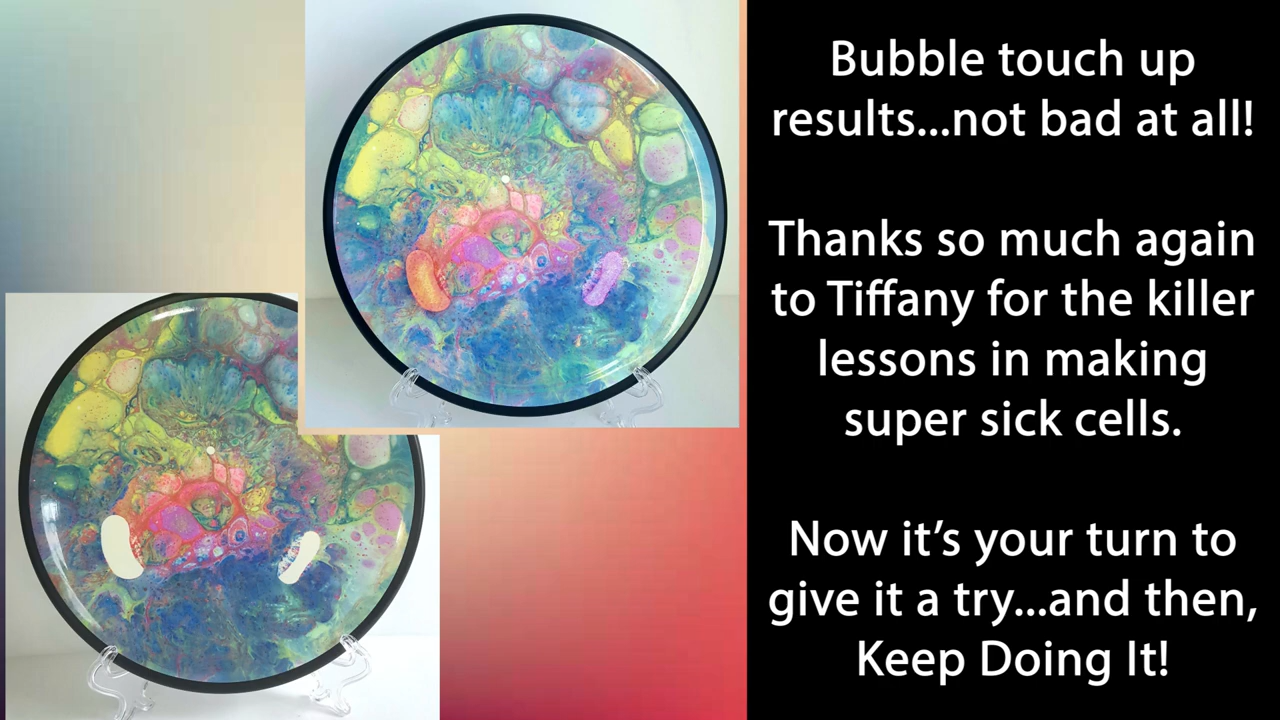 Bubble touch up
results...not bad at all!
Thanks so much again
to Tiffany for the killer
lessons in making
super sick cells.
Now it’s your turn to
give it a try...and then,
Keep Doing It!